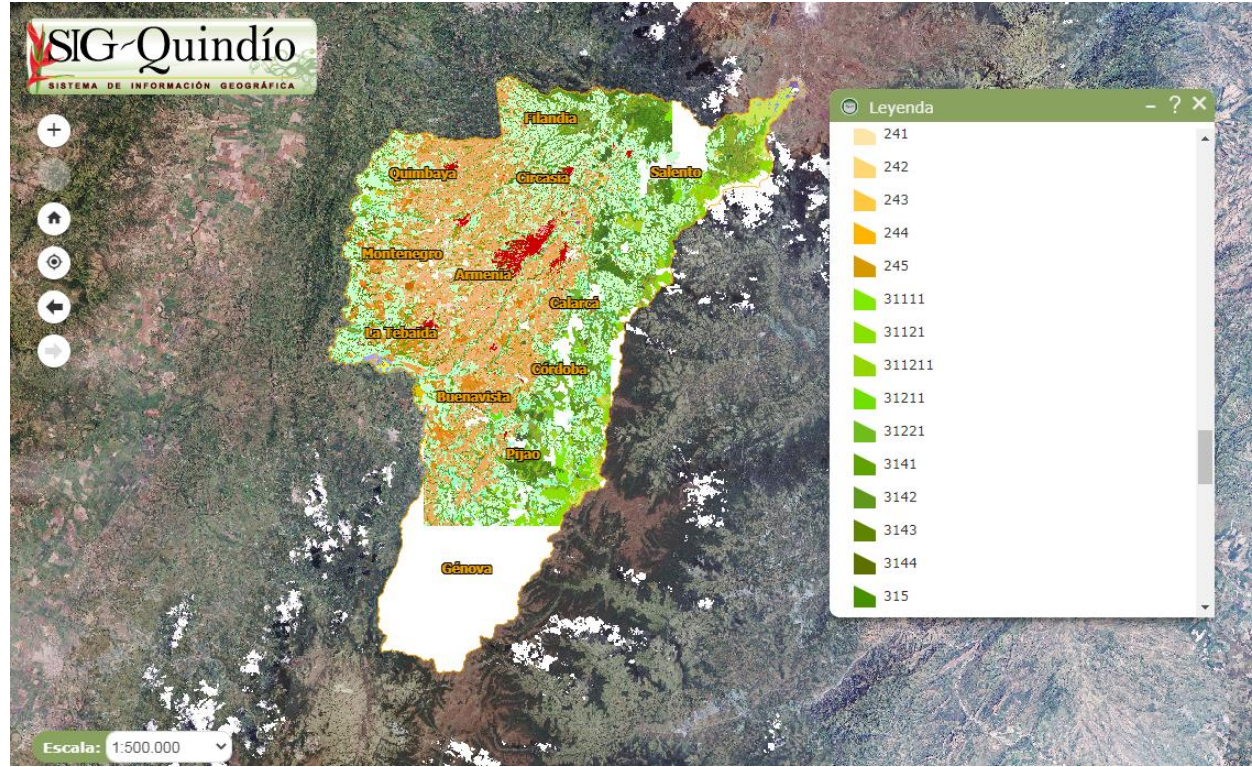 SIG-Quindío
SISTEMA DE INFORMACIÓN GEOGRÁFICA
Leyenda
241
242
243
244
245
31111
31121
311211
31211
31221
3141
3142
3143
3144
315
Filandia
Quimbaya
Circasia
Salento
Montenegro
Armenia
Calarcá
La Tebaida
Córdoba
Buenavista
Pijao
Génova
Escala: 1:500.000